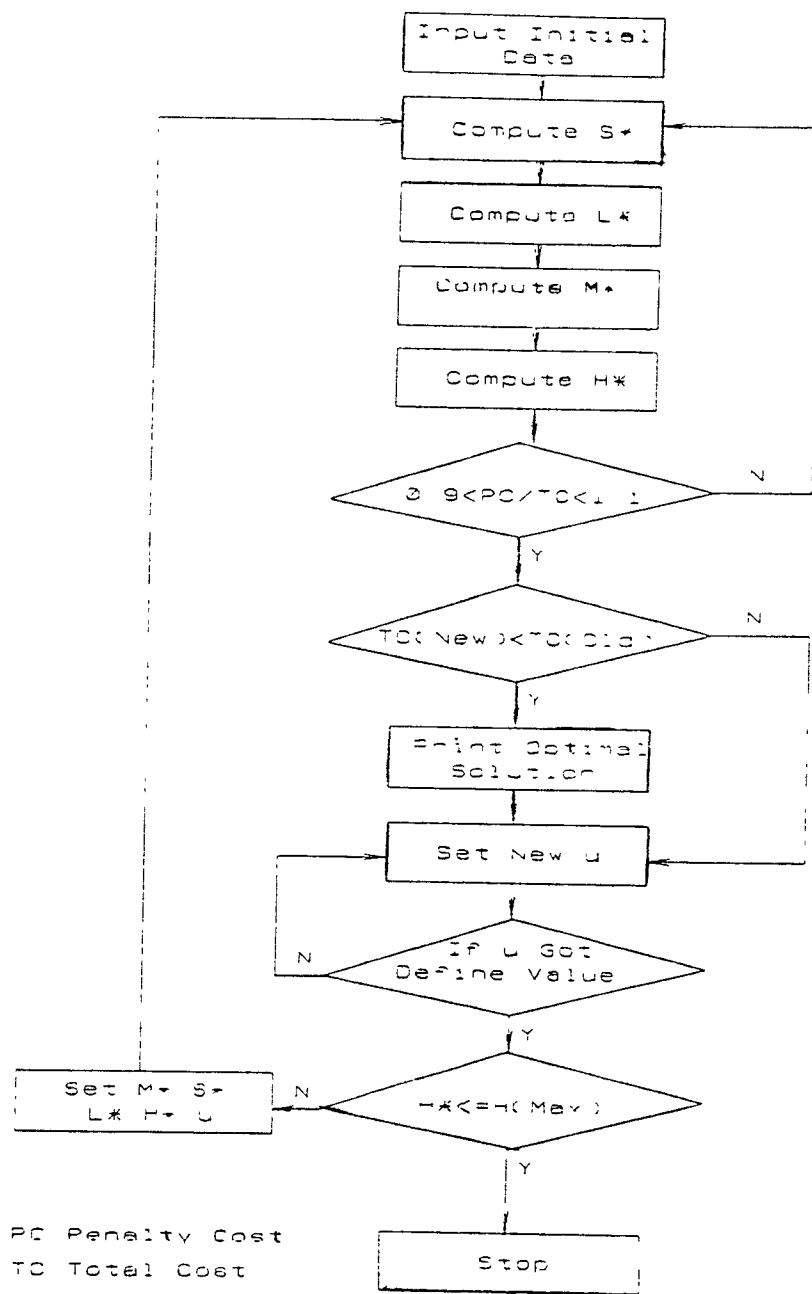 Input Initial
Data
Compute S*
Compute L*
Compute M*
Compute H*
0 9<PC/TC<1 1
N
Y
TC(New)<TC(Old)
N
Y
Print Optimal
Solution
Set New u
If u Got
Define Value
N
Y
Set M* S*
L* H* u
N
H*<=H(Max)
Y
PC Penalty Cost
TC Total Cost
Stop